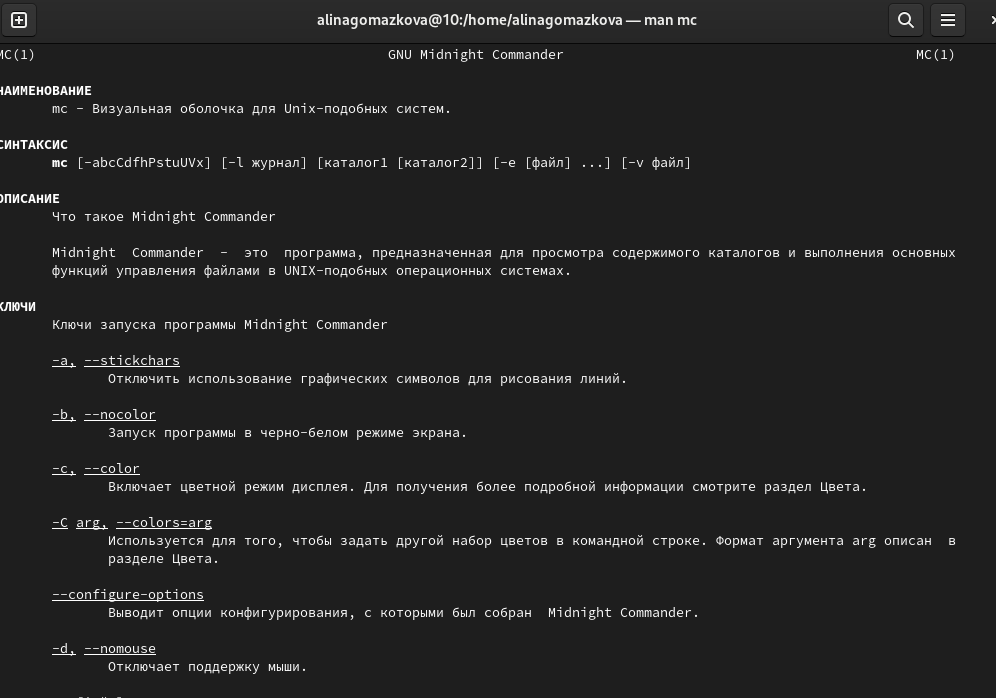 alinagomazkova@10:/home/alinagomazkova — man mc
MC(1) GNU Midnight Commander MC(1)
НАИМЕНОВАНИЕ
mc - Визуальная оболочка для Unix-подобных систем.
СИНТАКСИС
mc [-abcCdfhPstuUVx] [-l журнал] [каталог1 [каталог2]] [-e [файл] ...] [-v файл]
ОПИСАНИЕ
Что такое Midnight Commander
Midnight Commander - это программа, предназначенная для просмотра содержимого каталогов и выполнения основных
функций управления файлами в UNIX-подобных операционных системах.
КЛЮЧИ
Ключи запуска программы Midnight Commander
-a, --stickchars
Отключить использование графических символов для рисования линий.
-b, --nocolor
Запуск программы в черно-белом режиме экрана.
-c, --color
Включает цветной режим дисплея. Для получения более подробной информации смотрите раздел Цвета.
-C arg, --colors=arg
Используется для того, чтобы задать другой набор цветов в командной строке. Формат аргумента arg описан в
разделе Цвета.
--configure-options
Выводит опции конфигурирования, с которыми был собран Midnight Commander.
-d, --nomouse
Отключает поддержку мыши.